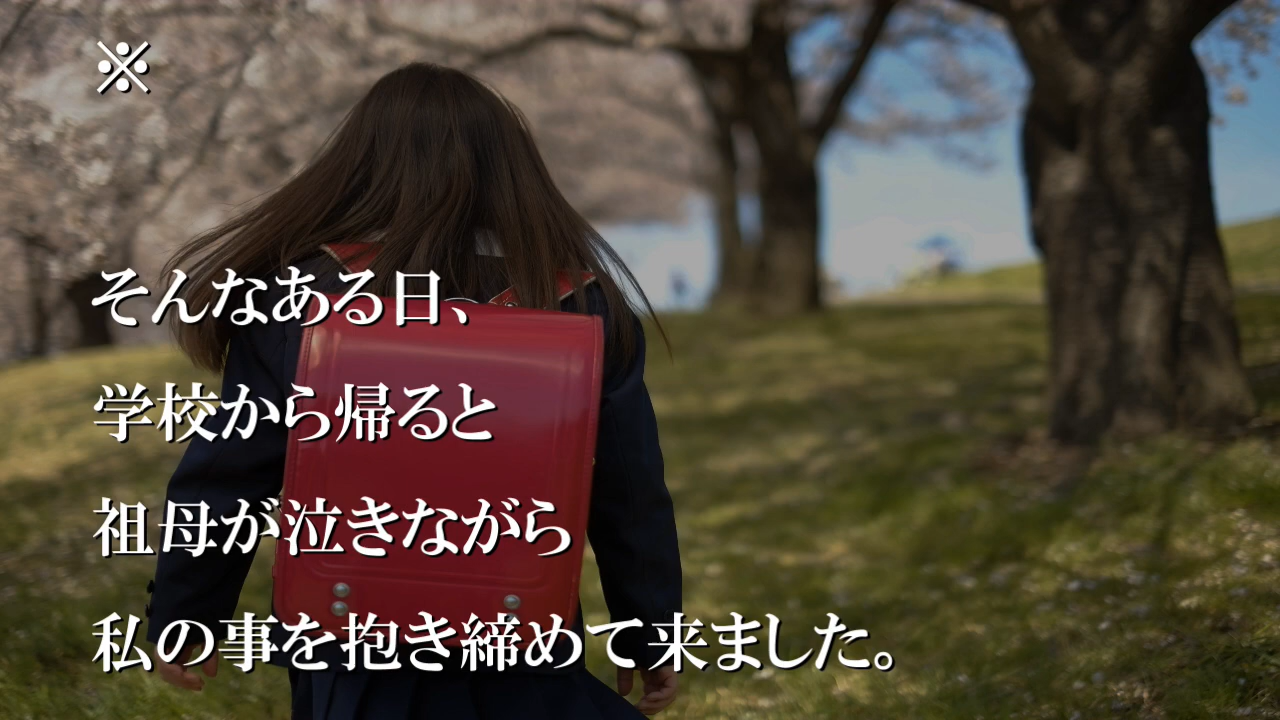 ※
そんなある日、
学校から帰ると
祖母が泣きながら
私の事を抱き締めて来ました。